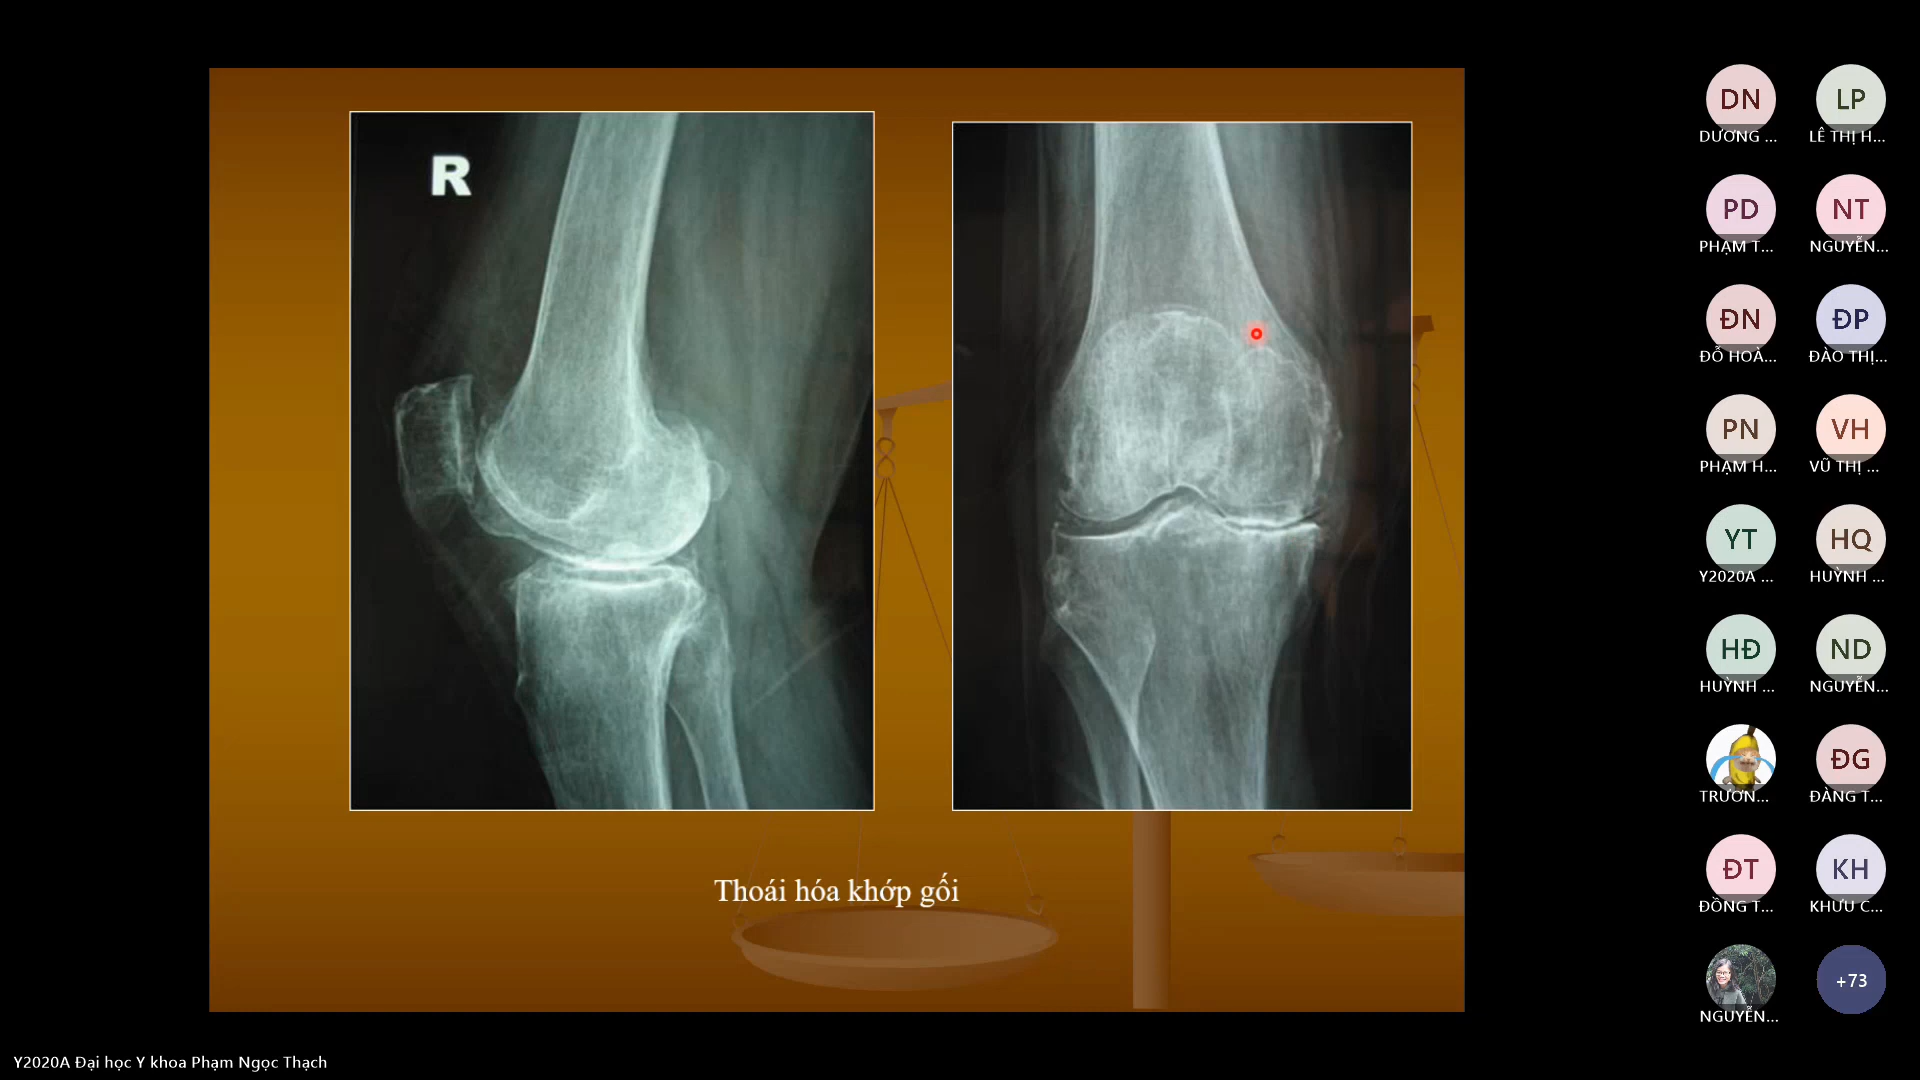 R
Thoái hóa khớp gối
DN
DƯƠNG ...
LP
LÊ THỊ H...
PD
PHẠM T...
NT
NGUYỄN...
ĐN
ĐỖ HOÀ...
ĐP
ĐÀO THỊ...
PN
PHẠM H...
VH
VŨ THỊ ...
YT
Y2020A ...
HQ
HUỲNH ...
HĐ
HUỲNH ...
ND
NGUYỄN...
TRƯƠN...
ĐG
ĐÀNG T...
ĐT
ĐỒNG T...
KH
KHƯU C...
NGUYỄN...
+73
Y2020A Đại học Y khoa Phạm Ngọc Thạch